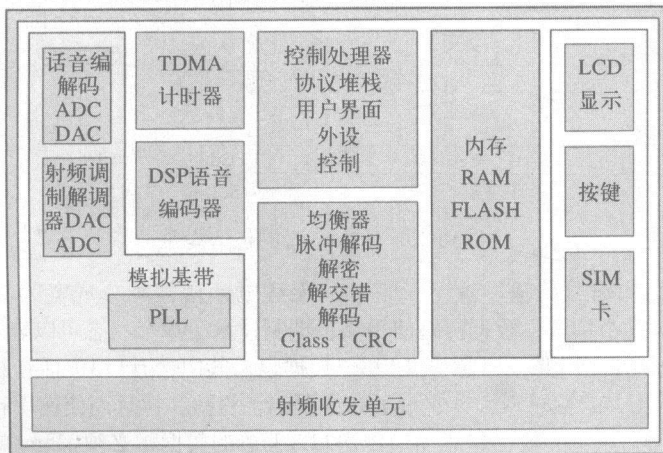 话音编
解码
ADC
DAC
射频调
制解调
器DAC
ADC
模拟基带
PLL
TDMA
计时器
DSP语音
编码器
控制处理器
协议堆栈
用户界面
外设
控制
均衡器
脉冲解码
解密
解交错
解码
Class 1 CRC
内存
RAM
FLASH
ROM
LCD
显示
按键
SIM
卡
射频收发单元